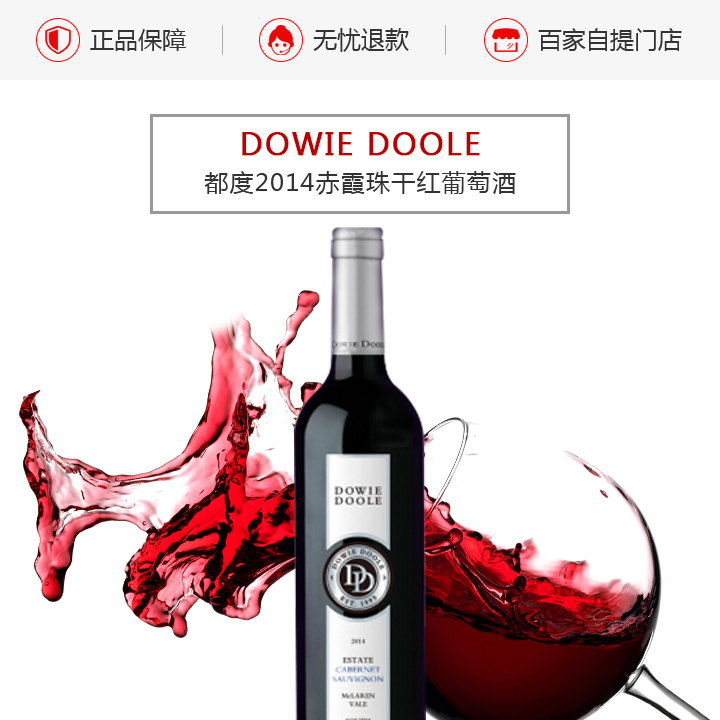 正品保障
无忧退款
百家自提门店
DOWIE DOOLE
都度2014赤霞珠干红葡萄酒
DOWIE DOOLE
DOWIE
DOOLE
DOWIE DOOLE
DD
EST. 1995
2014
ESTATE
CABERNET
SAUVIGNON
McLAREN
VALE